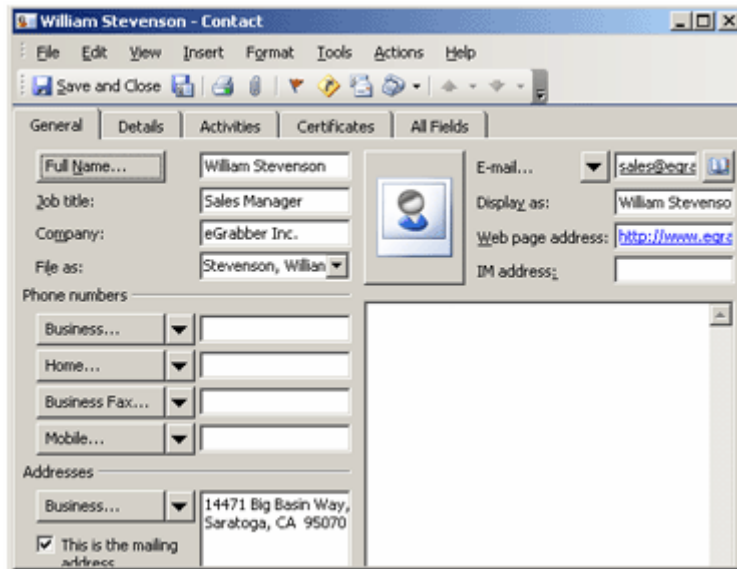 William Stevenson - Contact
File Edit View Insert Format Tools Actions Help
Save and Close
General Details Activities Certificates All Fields
Full Name... William Stevenson
Job title: Sales Manager
Company: eGrabber Inc.
File as: Stevenson, Willian
E-mail... sales@egra
Display as: William Stevenso
Web page address: http://www.egra
IM address:
Phone numbers
Business...
Home...
Business Fax...
Mobile...
Addresses
Business... 14471 Big Basin Way,
Saratoga, CA 95070
This is the mailing
address